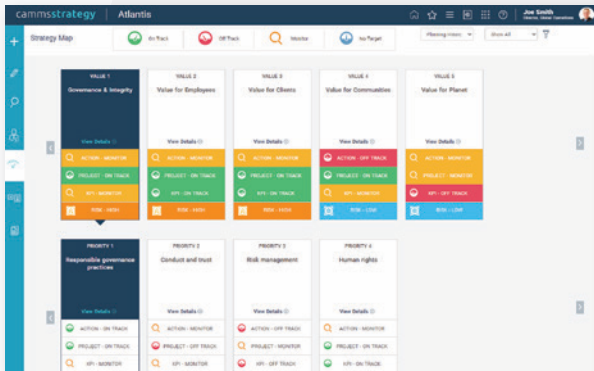 cammsstrategy Atlantis
Joe Smith
Strategy Map
On Track
Off Track
Monitor
No Target
Planning Hierarc
Show All
VALUE 1
Governance & Integrity
View Details
ACTION - MONITOR
PROJECT - ON TRACK
KPI - MONITOR
RISK - HIGH
VALUE 2
Value for Employees
View Details
ACTION - MONITOR
PROJECT - ON TRACK
KPI - ON TRACK
RISK - HIGH
VALUE 3
Value for Clients
View Details
ACTION - MONITOR
PROJECT - ON TRACK
KPI - MONITOR
RISK - HIGH
VALUE 4
Value for Communities
View Details
ACTION - OFF TRACK
PROJECT - ON TRACK
KPI - MONITOR
RISK - LOW
VALUE 5
Value for Planet
View Details
ACTION - MONITOR
PROJECT - MONITOR
KPI - OFF TRACK
RISK - LOW
PRIORITY 1
Responsible governance
practices
View Details
ACTION - ON TRACK
PROJECT - ON TRACK
KPI - MONITOR
PRIORITY 2
Conduct and trust
View Details
ACTION - MONITOR
PROJECT - OFF TRACK
KPI - MONITOR
PRIORITY 3
Risk management
View Details
ACTION - OFF TRACK
PROJECT - MONITOR
KPI - OFF TRACK
PRIORITY 4
Human rights
View Details
ACTION - MONITOR
PROJECT - ON TRACK
KPI - ON TRACK